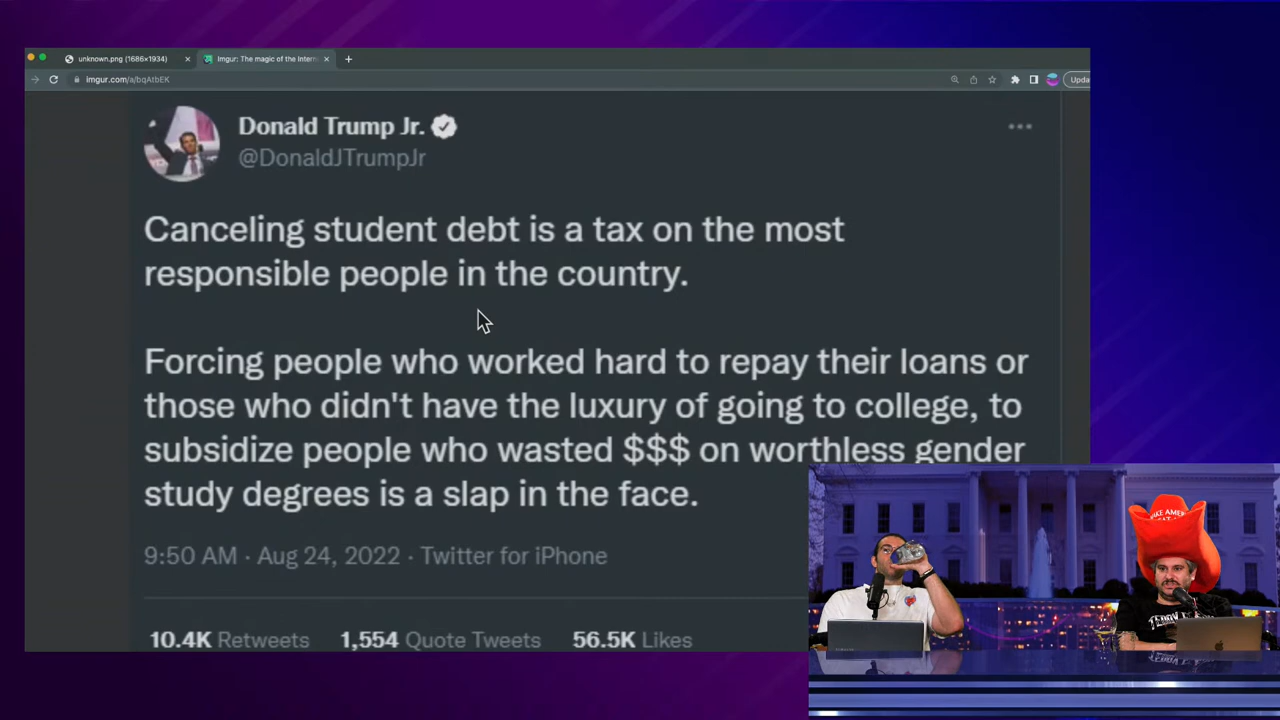 unknown.png (1686×1934)
Imgur: The magic of the Intern
imgur.com/a/bqAtbEK
Upda
Donald Trump Jr.
@DonaldJTrumpJr
Canceling student debt is a tax on the most
responsible people in the country.
Forcing people who worked hard to repay their loans or
those who didn't have the luxury of going to college, to
subsidize people who wasted $$$ on worthless gender
study degrees is a slap in the face.
9:50 AM · Aug 24, 2022 · Twitter for iPhone
10.4K Retweets 1,554 Quote Tweets 56.5K Likes
TEDDY